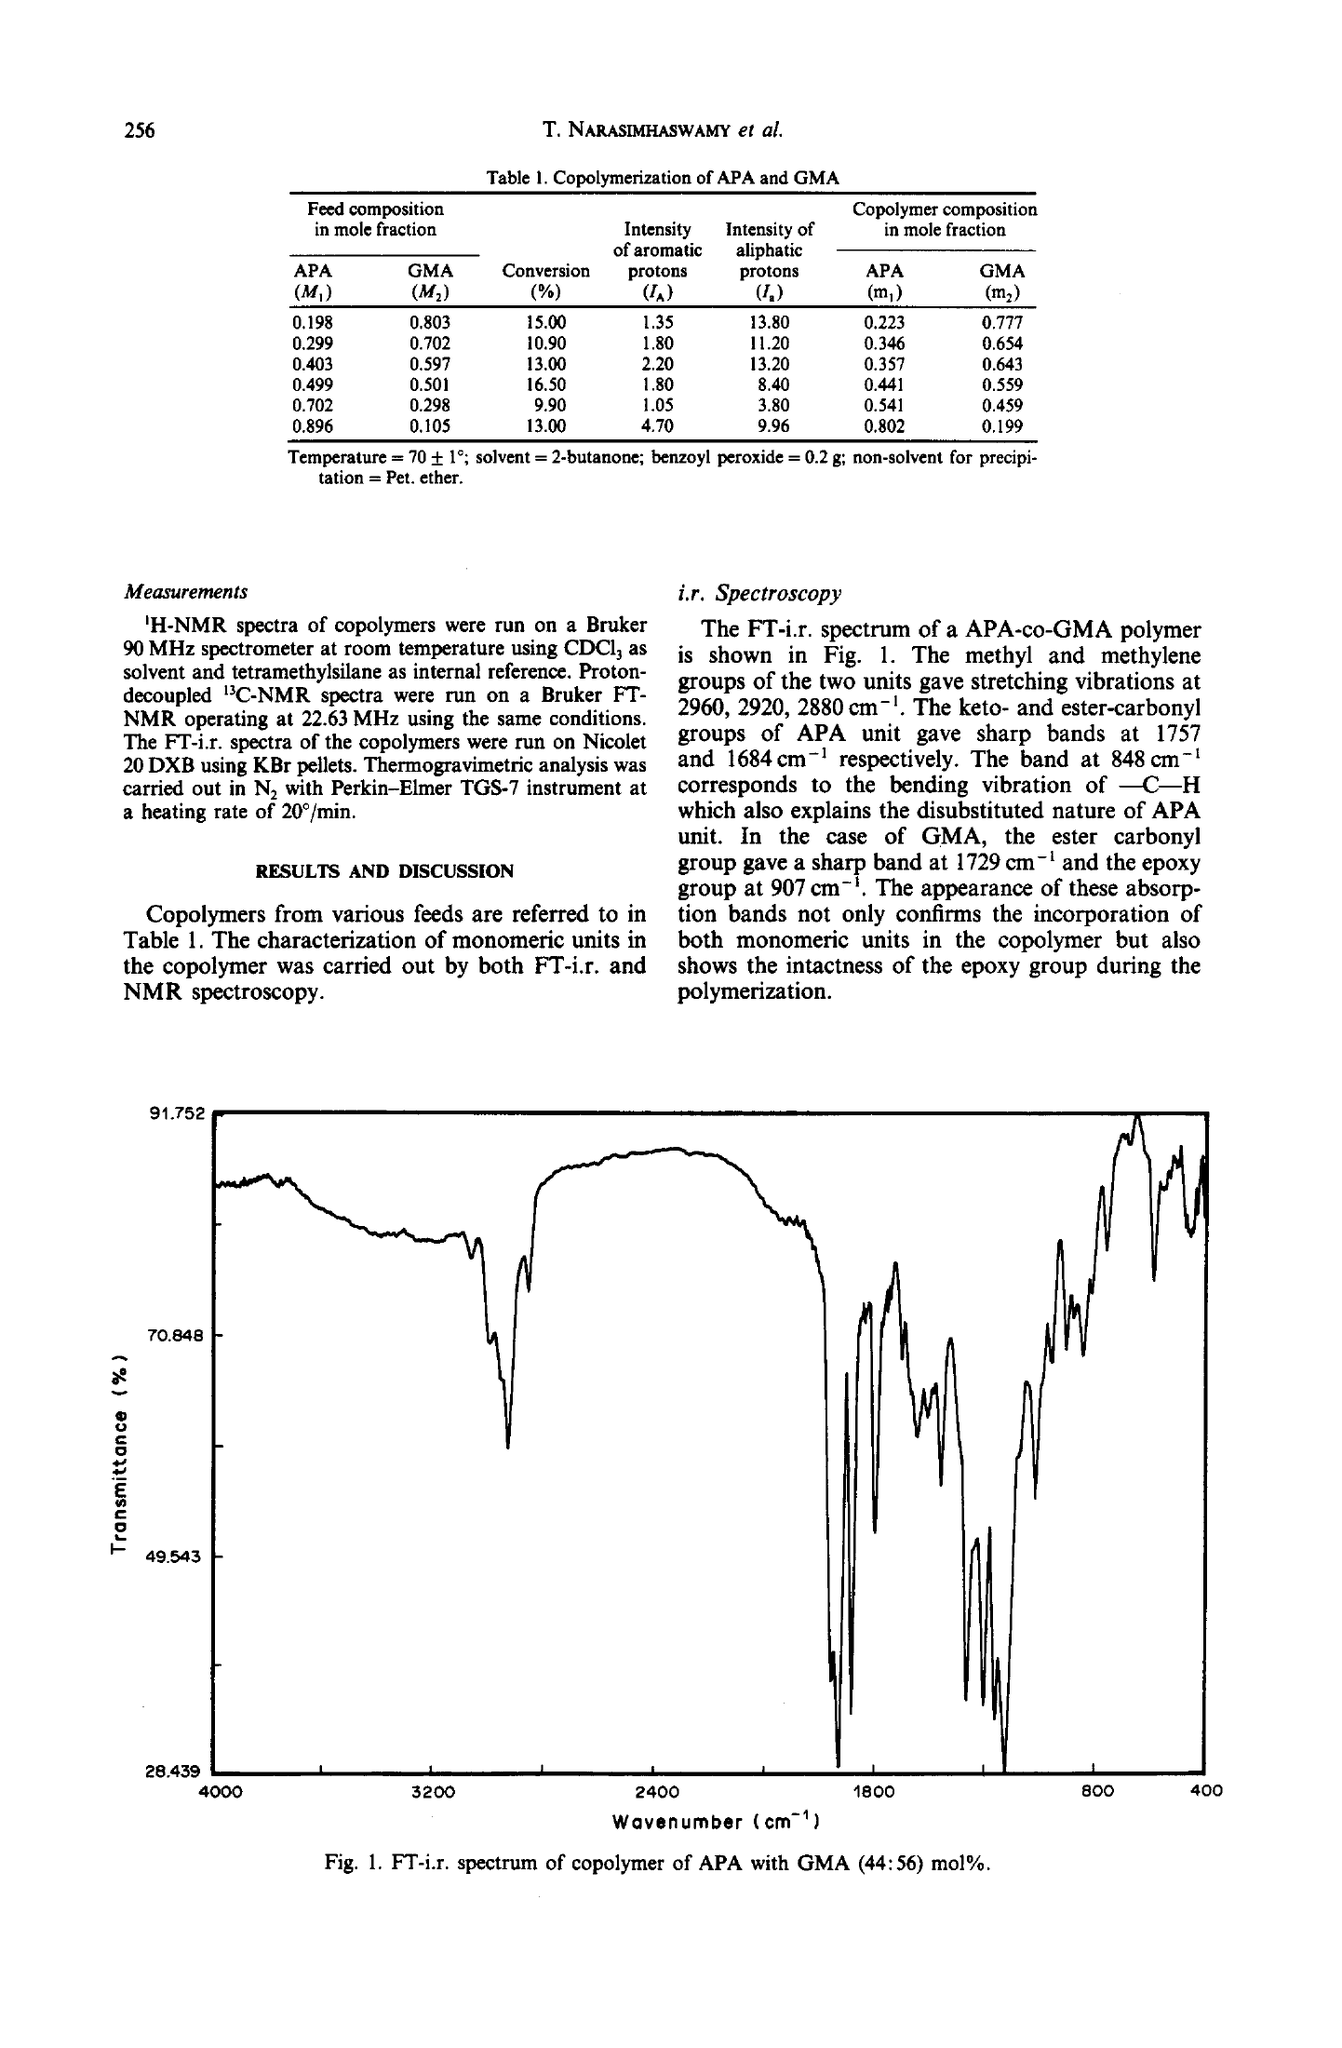 256
T. NARASIMHASWAMY et al.
Table 1. Copolymerization of APA and GMA
Feed composition in mole fraction | Conversion (%) | Intensity of aromatic protons (I_A) | Intensity of aliphatic protons (I_a) | Copolymer composition in mole fraction
APA (M₁) GMA (M₂) Conversion (%) (I_A) (I_a) APA (m₁) GMA (m₂)
0.198 0.803 15.00 1.35 13.80 0.223 0.777
0.299 0.702 10.90 1.80 11.20 0.346 0.654
0.403 0.597 13.00 2.20 13.20 0.357 0.643
0.499 0.501 16.50 1.80 8.40 0.441 0.559
0.702 0.298 9.90 1.05 3.80 0.541 0.459
0.896 0.105 13.00 4.70 9.96 0.802 0.199
Temperature = 70 ± 1°; solvent = 2-butanone; benzoyl peroxide = 0.2 g; non-solvent for precipi-
tation = Pet. ether.
Measurements
¹H-NMR spectra of copolymers were run on a Bruker
90 MHz spectrometer at room temperature using CDCl₃ as
solvent and tetramethylsilane as internal reference. Proton-
decoupled ¹³C-NMR spectra were run on a Bruker FT-
NMR operating at 22.63 MHz using the same conditions.
The FT-i.r. spectra of the copolymers were run on Nicolet
20 DXB using KBr pellets. Thermogravimetric analysis was
carried out in N₂ with Perkin–Elmer TGS-7 instrument at
a heating rate of 20°/min.
RESULTS AND DISCUSSION
Copolymers from various feeds are referred to in
Table 1. The characterization of monomeric units in
the copolymer was carried out by both FT-i.r. and
NMR spectroscopy.
i.r. Spectroscopy
The FT-i.r. spectrum of a APA-co-GMA polymer
is shown in Fig. 1. The methyl and methylene
groups of the two units gave stretching vibrations at
2960, 2920, 2880 cm⁻¹. The keto- and ester-carbonyl
groups of APA unit gave sharp bands at 1757
and 1684 cm⁻¹ respectively. The band at 848 cm⁻¹
corresponds to the bending vibration of —C—H
which also explains the disubstituted nature of APA
unit. In the case of GMA, the ester carbonyl
group gave a sharp band at 1729 cm⁻¹ and the epoxy
group at 907 cm⁻¹. The appearance of these absorp-
tion bands not only confirms the incorporation of
both monomeric units in the copolymer but also
shows the intactness of the epoxy group during the
polymerization.
91.752
70.848
49.543
28.439
Transmittance (%)
4000 3200 2400 1800 800 400
Wavenumber (cm⁻¹)
Fig. 1. FT-i.r. spectrum of copolymer of APA with GMA (44:56) mol%.